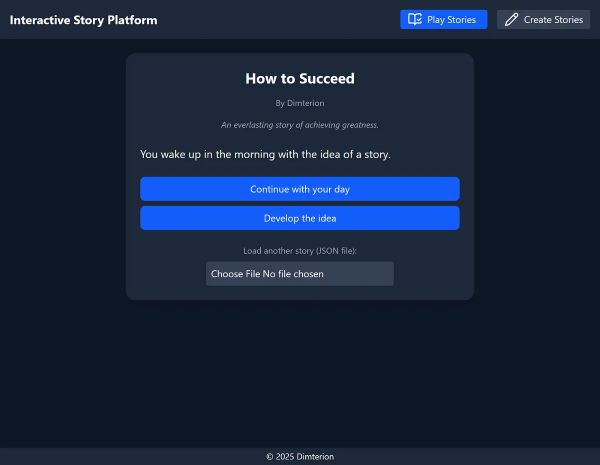 Interactive Story Platform
Play Stories
Create Stories
How to Succeed
By Dimterion
An everlasting story of achieving greatness.
You wake up in the morning with the idea of a story.
Continue with your day
Develop the idea
Load another story (JSON file):
Choose File No file chosen
© 2025 Dimterion